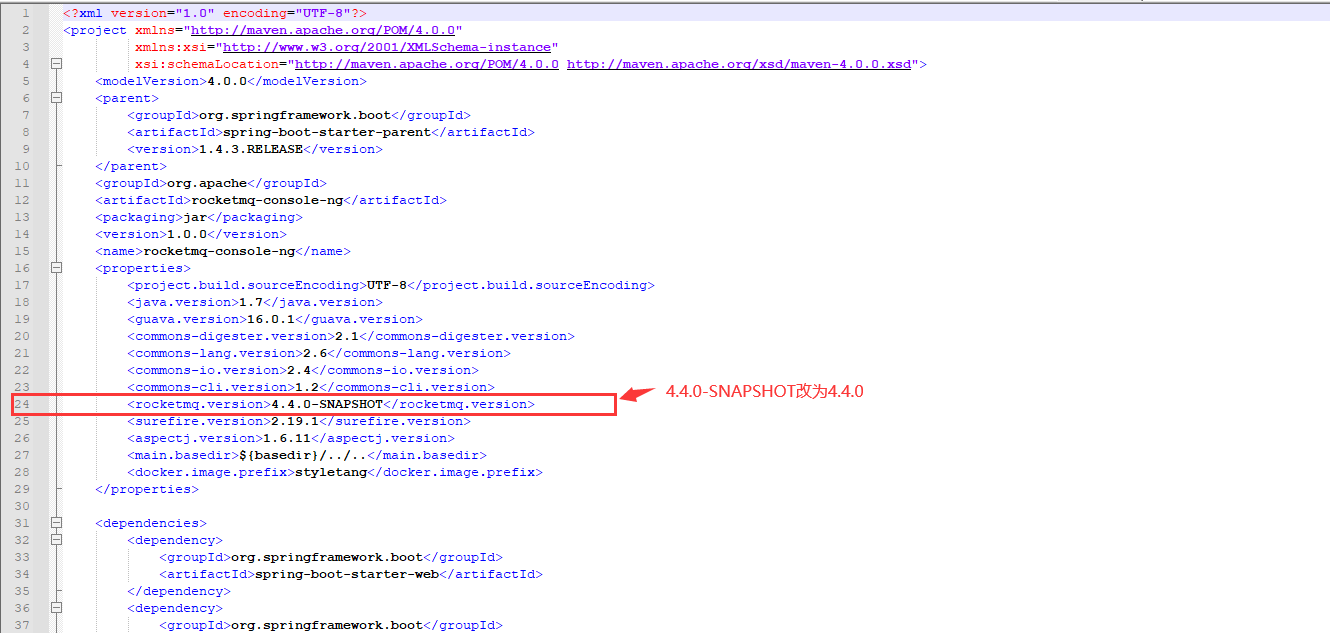 1 <?xml version="1.0" encoding="UTF-8"?>
2 <project xmlns="http://maven.apache.org/POM/4.0.0"
3 xmlns:xsi="http://www.w3.org/2001/XMLSchema-instance"
4 xsi:schemaLocation="http://maven.apache.org/POM/4.0.0 http://maven.apache.org/xsd/maven-4.0.0.xsd">
5 <modelVersion>4.0.0</modelVersion>
6 <parent>
7 <groupId>org.springframework.boot</groupId>
8 <artifactId>spring-boot-starter-parent</artifactId>
9 <version>1.4.3.RELEASE</version>
10 </parent>
11 <groupId>org.apache</groupId>
12 <artifactId>rocketmq-console-ng</artifactId>
13 <packaging>jar</packaging>
14 <version>1.0.0</version>
15 <name>rocketmq-console-ng</name>
16 <properties>
17 <project.build.sourceEncoding>UTF-8</project.build.sourceEncoding>
18 <java.version>1.7</java.version>
19 <guava.version>16.0.1</guava.version>
20 <commons-digester.version>2.1</commons-digester.version>
21 <commons-lang.version>2.6</commons-lang.version>
22 <commons-io.version>2.4</commons-io.version>
23 <commons-cli.version>1.2</commons-cli.version>
24 <rocketmq.version>4.4.0-SNAPSHOT</rocketmq.version> 4.4.0-SNAPSHOT改为4.4.0
25 <surefire.version>2.19.1</surefire.version>
26 <aspectj.version>1.6.11</aspectj.version>
27 <main.basedir>${basedir}/../..</main.basedir>
28 <docker.image.prefix>styletang</docker.image.prefix>
29 </properties>
30
31 <dependencies>
32 <dependency>
33 <groupId>org.springframework.boot</groupId>
34 <artifactId>spring-boot-starter-web</artifactId>
35 </dependency>
36 <dependency>
37 <groupId>org.springframework.boot</groupId>